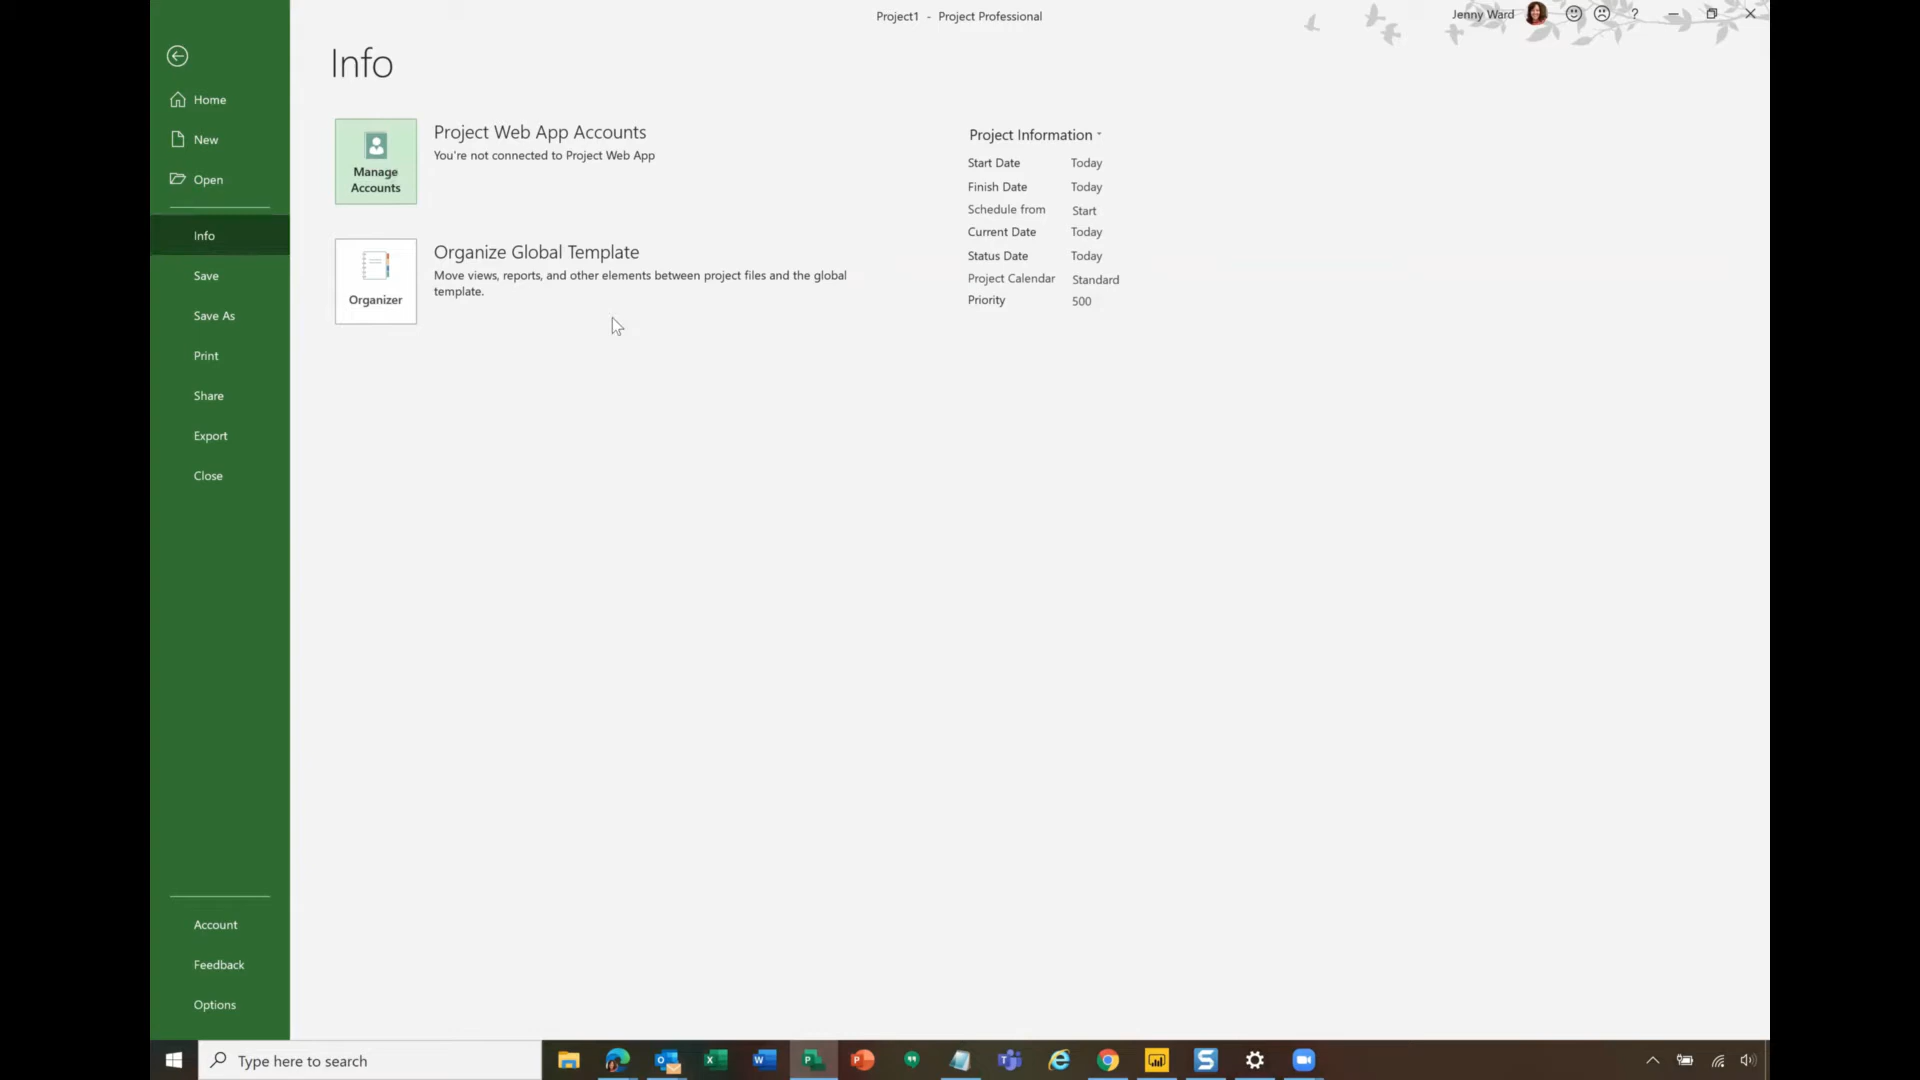 Project1 - Project Professional
Jenny Ward
?
Info
Home
New
Open
Info
Save
Save As
Print
Share
Export
Close
Account
Feedback
Options
Manage
Accounts
Project Web App Accounts
You're not connected to Project Web App
Organizer
Organize Global Template
Move views, reports, and other elements between project files and the global
template.
Project Information
Start Date Today
Finish Date Today
Schedule from Start
Current Date Today
Status Date Today
Project Calendar Standard
Priority 500
Type here to search